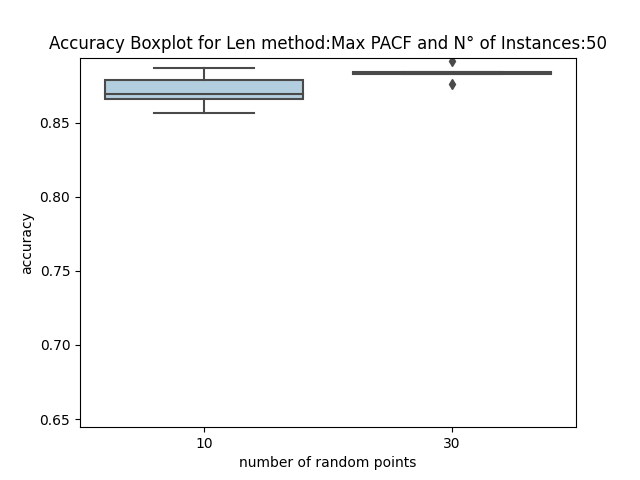 Accuracy Boxplot for Len method:Max PACF and N° of Instances:50
0.85
0.80
0.75
0.70
0.65
accuracy
10 30
number of random points